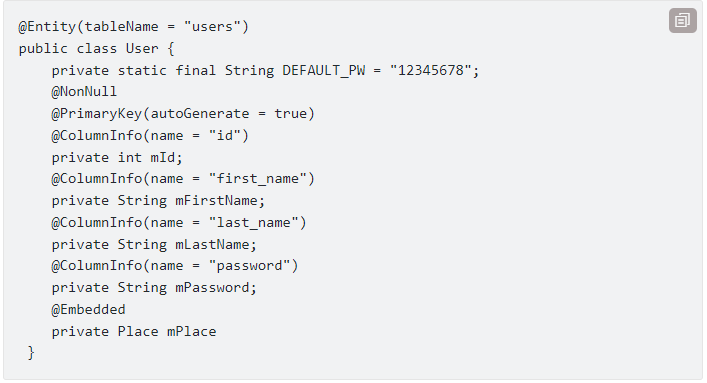 @Entity(tableName = "users")
public class User {
    private static final String DEFAULT_PW = "12345678";
    @NonNull
    @PrimaryKey(autoGenerate = true)
    @ColumnInfo(name = "id")
    private int mId;
    @ColumnInfo(name = "first_name")
    private String mFirstName;
    @ColumnInfo(name = "last_name")
    private String mLastName;
    @ColumnInfo(name = "password")
    private String mPassword;
    @Embedded
    private Place mPlace
 }